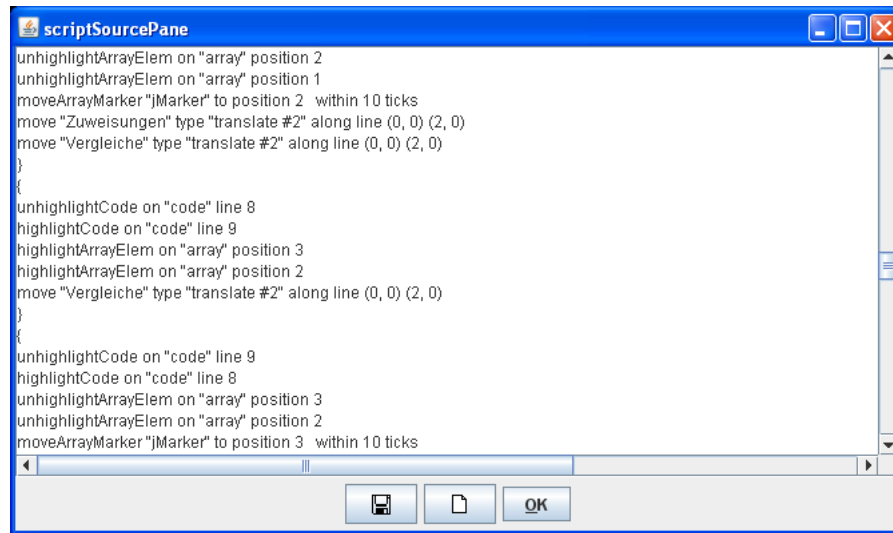 scriptSourcePane
unhighlightArrayElem on "array" position 2
unhighlightArrayElem on "array" position 1
moveArrayMarker "jMarker" to position 2   within 10 ticks
move "Zuweisungen" type "translate #2" along line (0, 0) (2, 0)
move "Vergleiche" type "translate #2" along line (0, 0) (2, 0)
}
{
unhighlightCode on "code" line 8
highlightCode on "code" line 9
highlightArrayElem on "array" position 3
highlightArrayElem on "array" position 2
move "Vergleiche" type "translate #2" along line (0, 0) (2, 0)
}
{
unhighlightCode on "code" line 9
highlightCode on "code" line 8
unhighlightArrayElem on "array" position 3
unhighlightArrayElem on "array" position 2
moveArrayMarker "jMarker" to position 3   within 10 ticks
OK